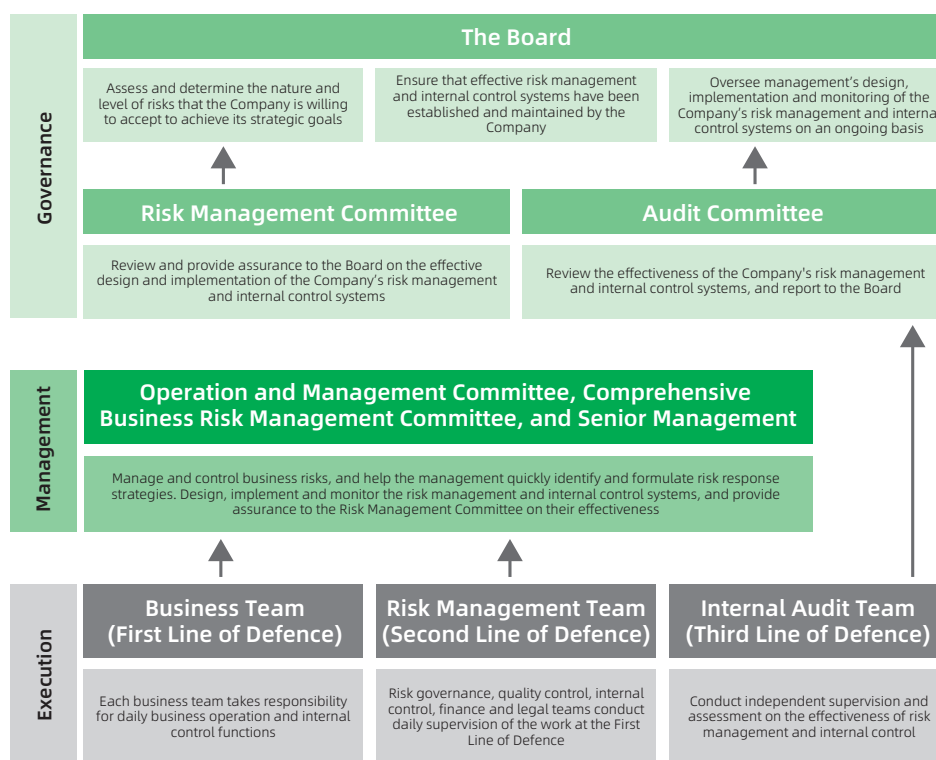 Governance
The Board
Assess and determine the nature and
level of risks that the Company is willing
to accept to achieve its strategic goals
Ensure that effective risk management
and internal control systems have been
established and maintained by the
Company
Oversee management’s design,
implementation and monitoring of the
Company’s risk management and interna
control systems on an ongoing basis
Risk Management Committee
Review and provide assurance to the Board on the effective
design and implementation of the Company’s risk management
and internal control systems
Audit Committee
Review the effectiveness of the Company's risk management
and internal control systems, and report to the Board
Management
Operation and Management Committee, Comprehensive
Business Risk Management Committee, and Senior Management
Manage and control business risks, and help the management quickly identify and formulate risk response
strategies. Design, implement and monitor the risk management and internal control systems, and provide
assurance to the Risk Management Committee on their effectiveness
Execution
Business Team
(First Line of Defence)
Each business team takes responsibility
for daily business operation and internal
control functions
Risk Management Team
(Second Line of Defence)
Risk governance, quality control, internal
control, finance and legal teams conduct
daily supervision of the work at the First
Line of Defence
Internal Audit Team
(Third Line of Defence)
Conduct independent supervision and
assessment on the effectiveness of risk
management and internal control